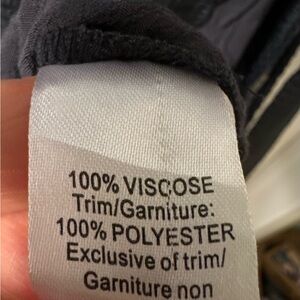 100% VISCOSE
Trim/Garniture:
100% POLYESTER
Exclusive of trim/
Garniture non